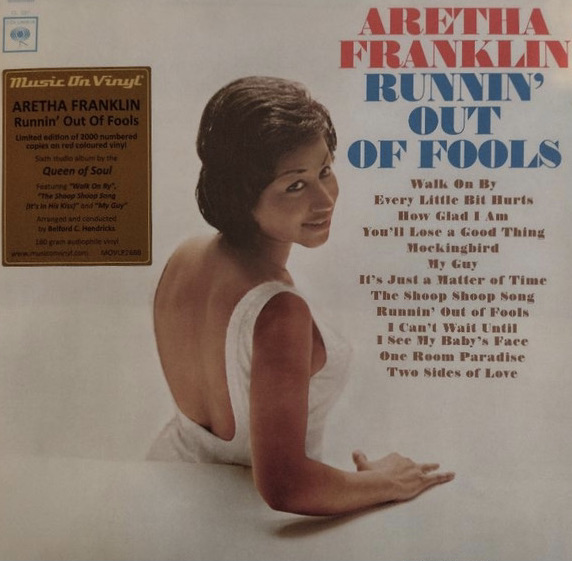 ARETHA
FRANKLIN
RUNNIN'
OUT
OF FOOLS
Walk On By
Every Little Bit Hurts
How Glad I Am
You'll Lose a Good Thing
Mockingbird
My Guy
It's Just a Matter of Time
The Shoop Shoop Song
Runnin' Out of Fools
I Can't Wait Until
I See My Baby's Face
One Room Paradise
Two Sides of Love
Music On Vinyl
ARETHA FRANKLIN
Runnin' Out Of Fools
Limited edition of 2000 numbered
copies on red coloured vinyl
Sixth studio album by the
Queen of Soul
Featuring "Walk On By",
"The Shoop Shoop Song
(It's in His Kiss)" and "My Guy"
Arranged and conducted
by Belford C. Hendricks
180 gram audiophile vinyl
www.musiconvinyl.com